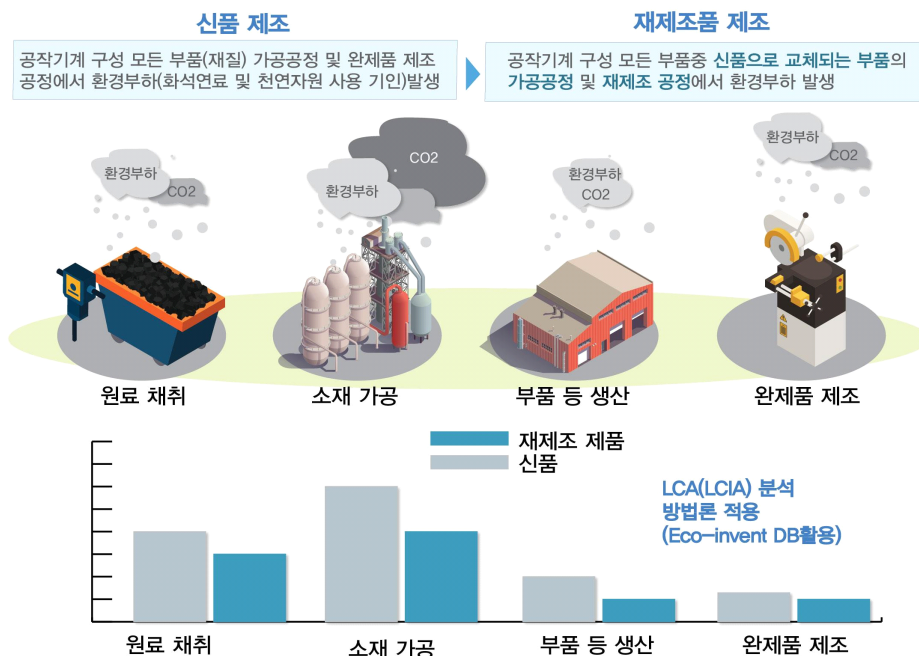 신품 제조
재제조품 제조
공작기계 구성 모든 부품(재질) 가공공정 및 완제품 제조
공정에서 환경부하(화석연료 및 천연자원 사용 기인)발생
공작기계 구성 모든 부품중 신품으로 교체되는 부품의
가공공정 및 재제조 공정에서 환경부하 발생
환경부하
CO2
환경부하
CO2
환경부하
CO2
환경부하
CO2
원료 채취
소재 가공
부품 등 생산
완제품 제조
재제조 제품
신품
LCA(LCIA) 분석
방법론 적용
(Eco-invent DB활용)
원료 채취
소재 가공
부품 등 생산
완제품 제조